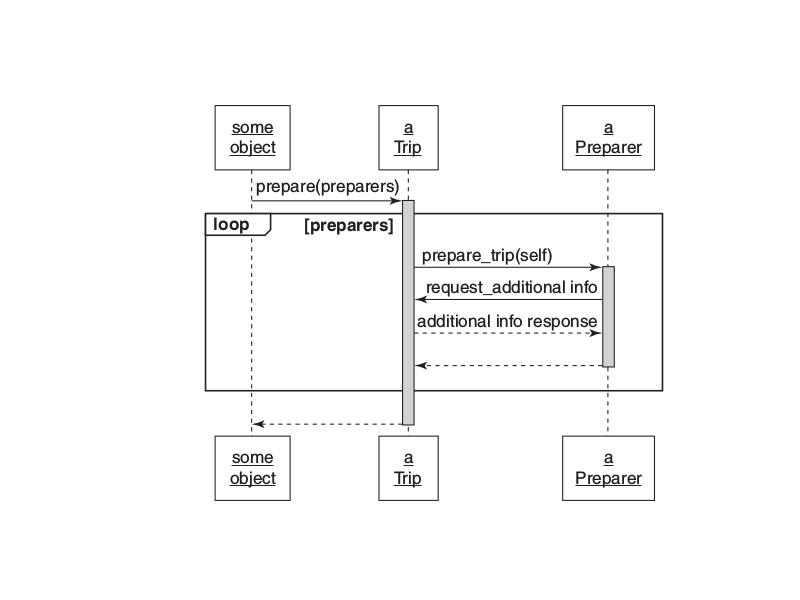 some
object
a
Trip
a
Preparer
prepare(preparers)
loop
[preparers]
prepare_trip(self)
request_additional info
additional info response
some
object
a
Trip
a
Preparer